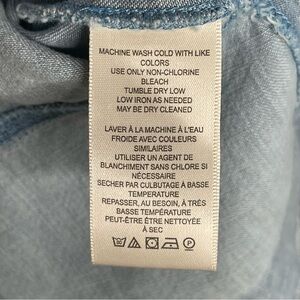 MACHINE WASH COLD WITH LIKE
COLORS
USE ONLY NON-CHLORINE
BLEACH
TUMBLE DRY LOW
LOW IRON AS NEEDED
MAY BE DRY CLEANED
LAVER À LA MACHINE À L'EAU
FROIDE AVEC COULEURS
SIMILAIRES
UTILISER UN AGENT DE
BLANCHIMENT SANS CHLORE SI
NÉCESSAIRE
SECHER PAR CULBUTAGE À BASSE
TEMPERATURE
REPASSER, AU BESOIN, À TRÉS
BASSE TEMPÉRATURE
PEUT-ÊTRE ÊTRE NETTOYÉE
À SEC